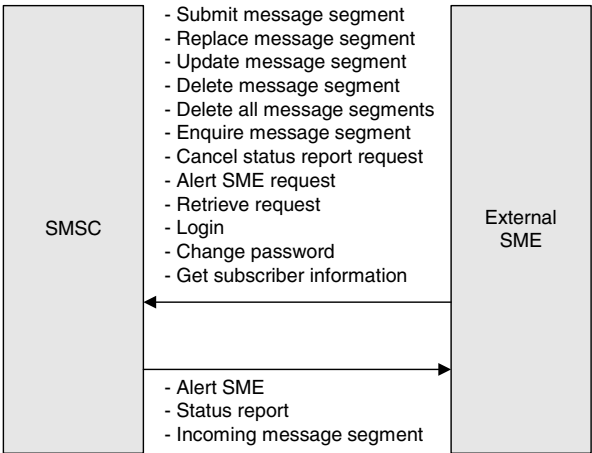 - Submit message segment
- Replace message segment
- Update message segment
- Delete message segment
- Delete all message segments
- Enquire message segment
- Cancel status report request
- Alert SME request
- Retrieve request
- Login
- Change password
- Get subscriber information
SMSC
External
SME
- Alert SME
- Status report
- Incoming message segment